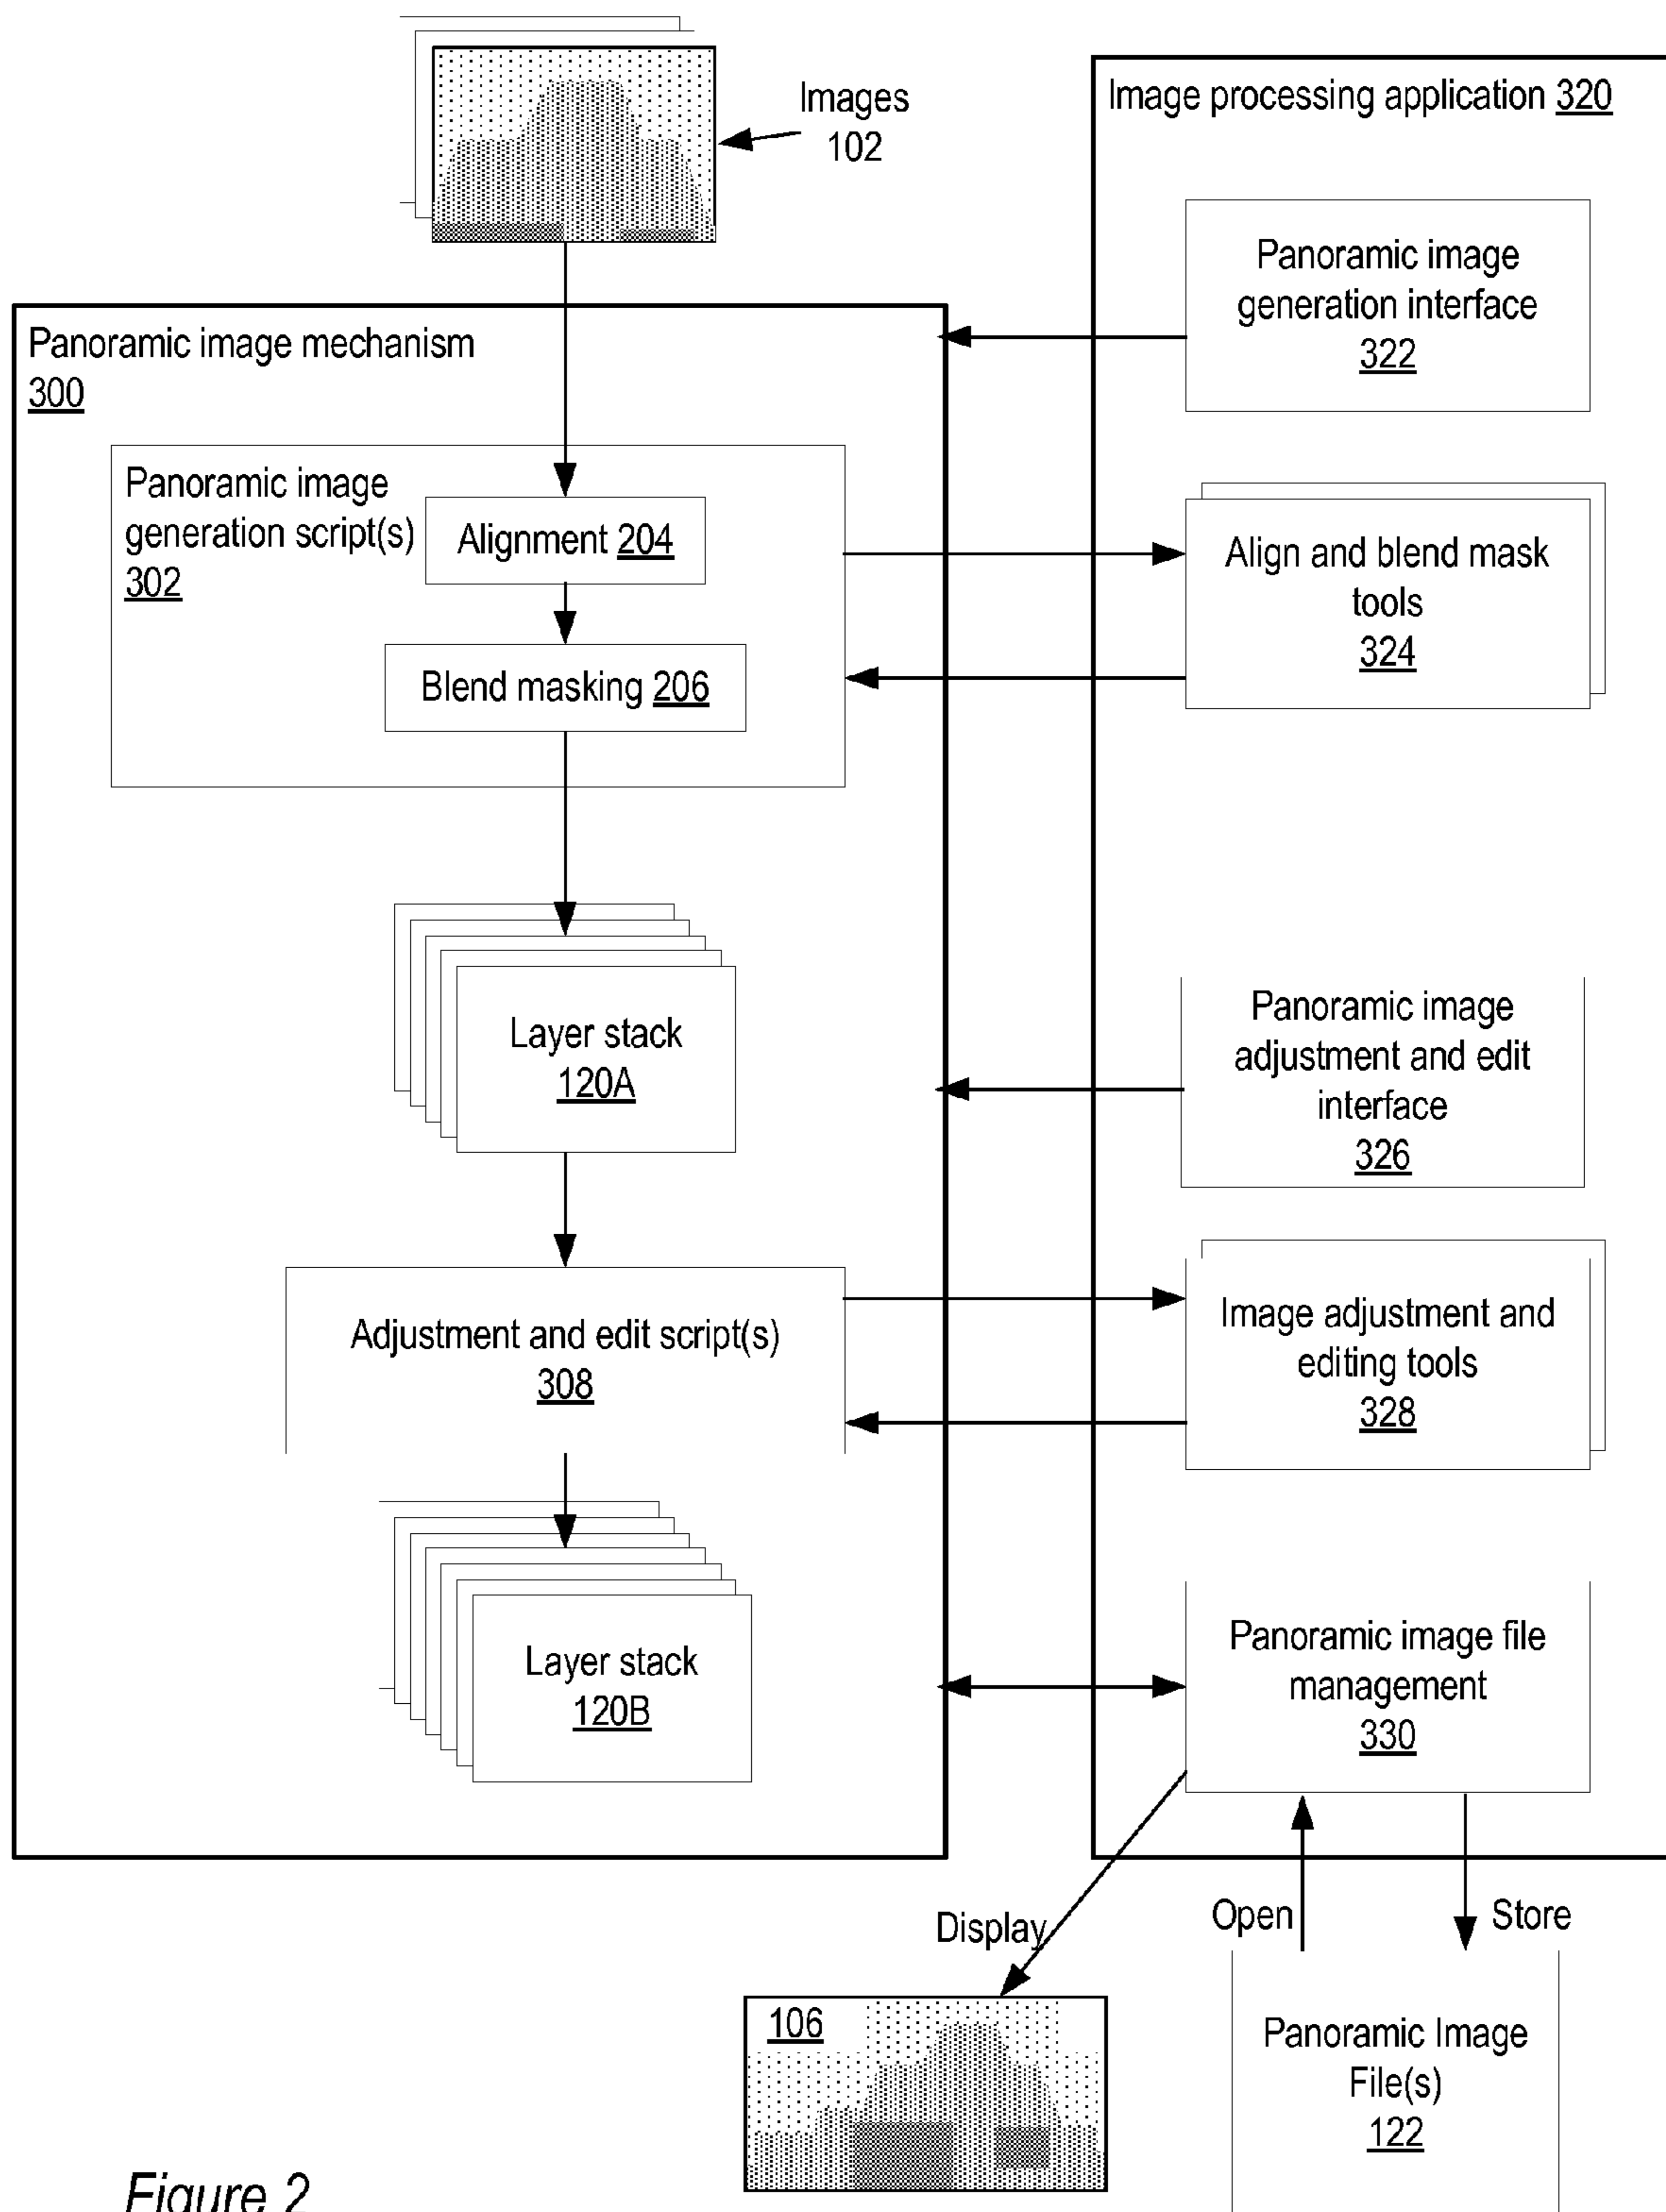 Images
102
Image processing application 320
Panoramic image
generation interface
322
Panoramic image mechanism
300
Panoramic image
generation script(s)
302
Alignment 204
Blend masking 206
Align and blend mask
tools
324
Layer stack
120A
Panoramic image
adjustment and edit
interface
326
Adjustment and edit script(s)
308
Image adjustment and
editing tools
328
Layer stack
120B
Panoramic image file
management
330
Display
Open
Store
106
Panoramic Image
File(s)
122
Figure 2